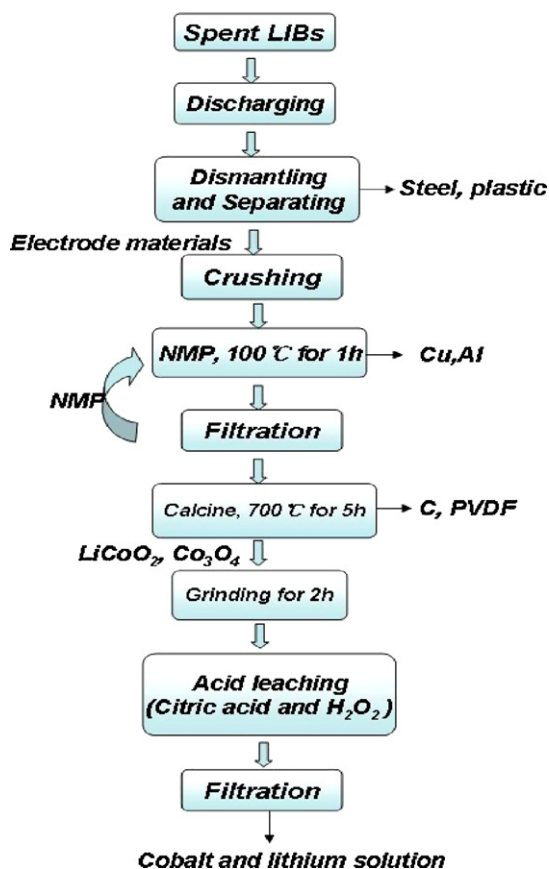 Spent LIBs
Discharging
Dismantling
and Separating
Steel, plastic
Electrode materials
Crushing
NMP, 100℃ for 1h
Cu,Al
NMP
Filtration
Calcine, 700℃ for 5h
C, PVDF
LiCoO₂, Co₃O₄
Grinding for 2h
Acid leaching
(Citric acid and H₂O₂)
Filtration
Cobalt and lithium solution